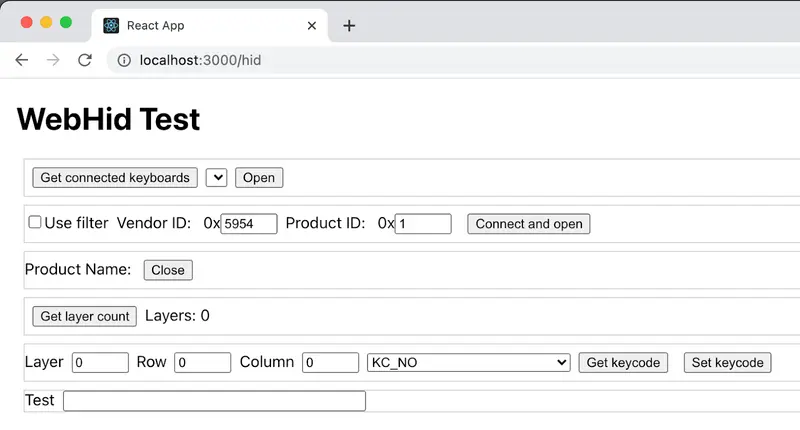 React App
localhost:3000/hid
WebHid Test
Get connected keyboards Open
Use filter Vendor ID: 0x 5954 Product ID: 0x 1 Connect and open
Product Name: Close
Get layer count Layers: 0
Layer 0 Row 0 Column 0 KC_NO Get keycode Set keycode
Test